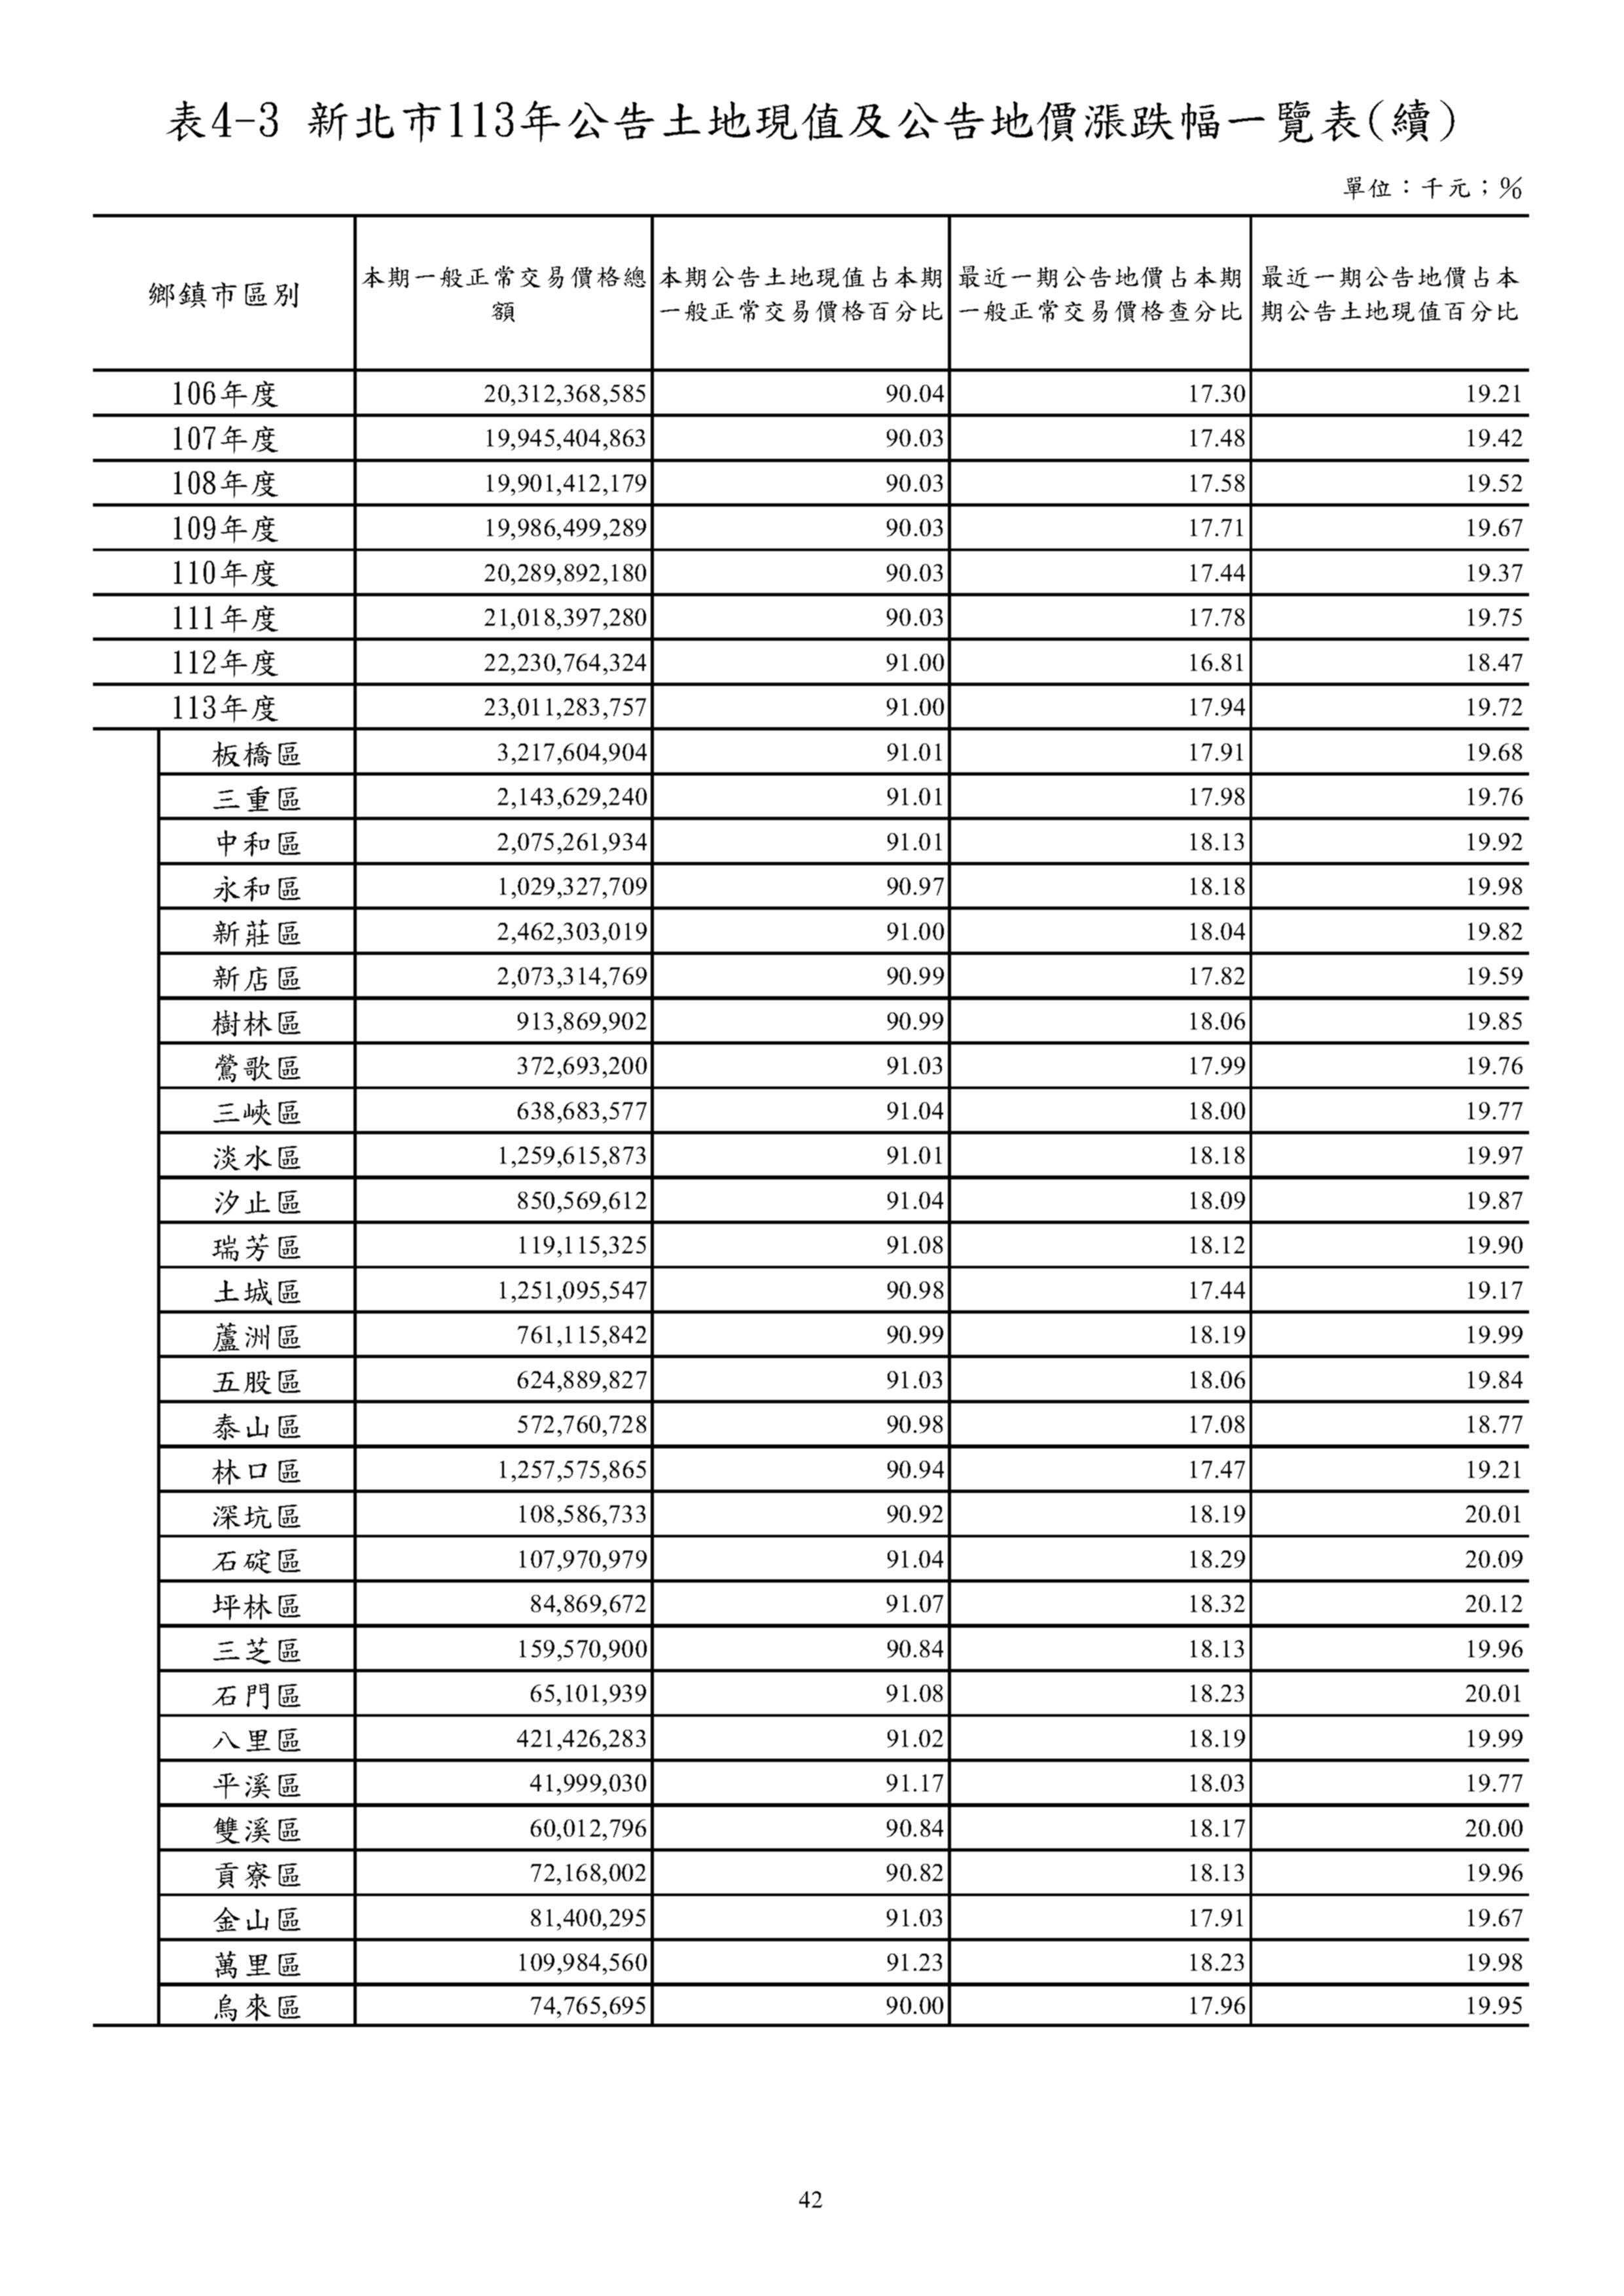 表4-3 新北市113年公告土地現值及公告地價漲跌幅一覽表(續)
單位：千元；%
鄉鎮市區別 本期一般正常交易價格總額 本期公告土地現值占本期一般正常交易價格百分比 最近一期公告地價占本期一般正常交易價格查分比 最近一期公告地價占本期公告土地現值百分比
106年度 20,312,368,585 90.04 17.30 19.21
107年度 19,945,404,863 90.03 17.48 19.42
108年度 19,901,412,179 90.03 17.58 19.52
109年度 19,986,499,289 90.03 17.71 19.67
110年度 20,289,892,180 90.03 17.44 19.37
111年度 21,018,397,280 90.03 17.78 19.75
112年度 22,230,764,324 91.00 16.81 18.47
113年度 23,011,283,757 91.00 17.94 19.72
板橋區 3,217,604,904 91.01 17.91 19.68
三重區 2,143,629,240 91.01 17.98 19.76
中和區 2,075,261,934 91.01 18.13 19.92
永和區 1,029,327,709 90.97 18.18 19.98
新莊區 2,462,303,019 91.00 18.04 19.82
新店區 2,073,314,769 90.99 17.82 19.59
樹林區 913,869,902 90.99 18.06 19.85
鶯歌區 372,693,200 91.03 17.99 19.76
三峽區 638,683,577 91.04 18.00 19.77
淡水區 1,259,615,873 91.01 18.18 19.97
汐止區 850,569,612 91.04 18.09 19.87
瑞芳區 119,115,325 91.08 18.12 19.90
土城區 1,251,095,547 90.98 17.44 19.17
蘆洲區 761,115,842 90.99 18.19 19.99
五股區 624,889,827 91.03 18.06 19.84
泰山區 572,760,728 90.98 17.08 18.77
林口區 1,257,575,865 90.94 17.47 19.21
深坑區 108,586,733 90.92 18.19 20.01
石碇區 107,970,979 91.04 18.29 20.09
坪林區 84,869,672 91.07 18.32 20.12
三芝區 159,570,900 90.84 18.13 19.96
石門區 65,101,939 91.08 18.23 20.01
八里區 421,426,283 91.02 18.19 19.99
平溪區 41,999,030 91.17 18.03 19.77
雙溪區 60,012,796 90.84 18.17 20.00
貢寮區 72,168,002 90.82 18.13 19.96
金山區 81,400,295 91.03 17.91 19.67
萬里區 109,984,560 91.23 18.23 19.98
烏來區 74,765,695 90.00 17.96 19.95
42